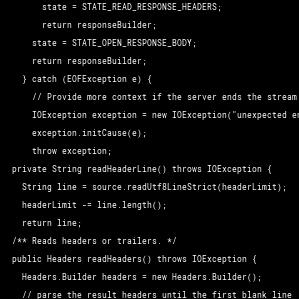 state = STATE_READ_RESPONSE_HEADERS;
return responseBuilder;
state = STATE_OPEN_RESPONSE_BODY;
return responseBuilder;
} catch (EOFException e) {
// Provide more context if the server ends the stream
IOException exception = new IOException("unexpected
exception.initCause(e);
throw exception;
private String readHeaderLine() throws IOException {
String line = source.readUtf8LineStrict(headerLimit);
headerLimit -= line.length();
return line;
/** Reads headers or trailers. */
public Headers readHeaders() throws IOException {
Headers.Builder headers = new Headers.Builder();
// parse the result headers until the first blank line